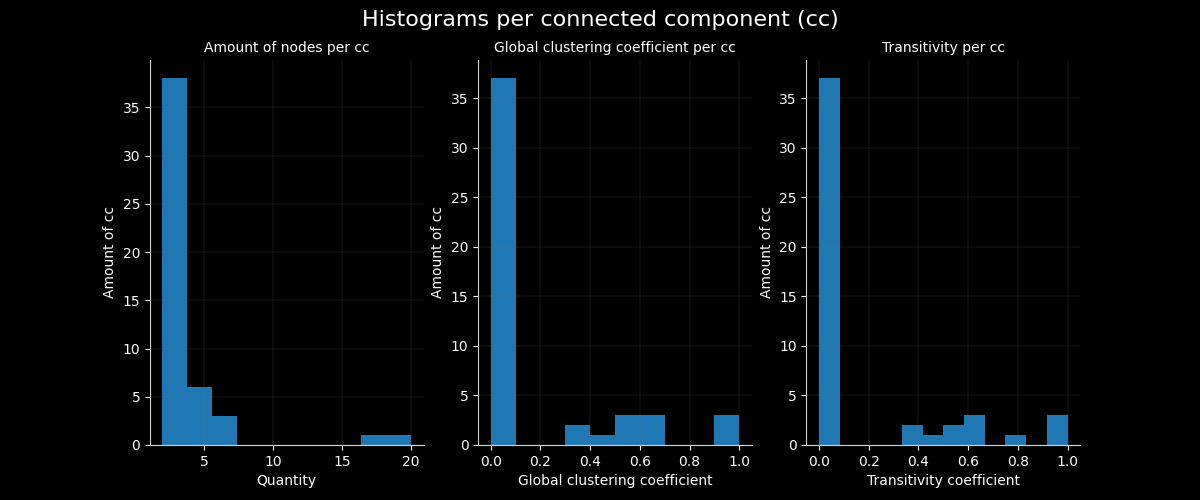 Histograms per connected component (cc)
Amount of nodes per cc
Amount of cc
35
30
25
20
15
10
5
0
5 10 15 20
Quantity
Global clustering coefficient per cc
Amount of cc
35
30
25
20
15
10
5
0
0.0 0.2 0.4 0.6 0.8 1.0
Global clustering coefficient
Transitivity per cc
Amount of cc
35
30
25
20
15
10
5
0
0.0 0.2 0.4 0.6 0.8 1.0
Transitivity coefficient